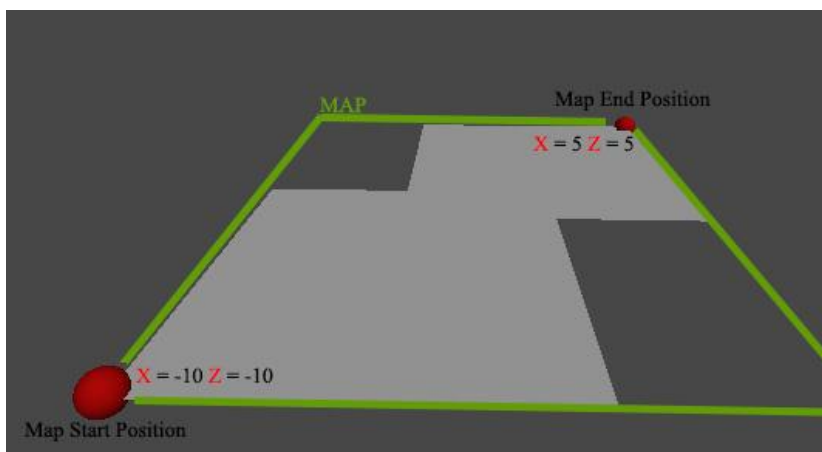 MAP
Map End Position
X = 5 Z = 5
X = -10 Z = -10
Map Start Position